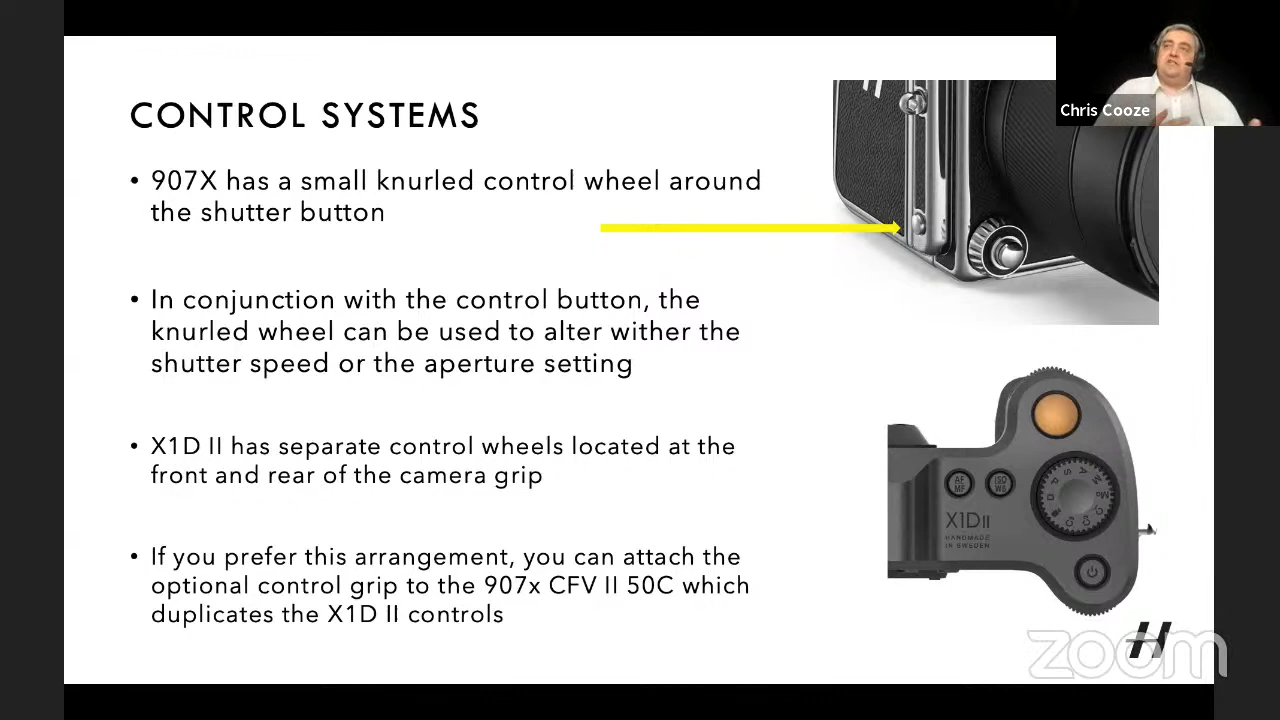 CONTROL SYSTEMS
• 907X has a small knurled control wheel around
the shutter button
• In conjunction with the control button, the
knurled wheel can be used to alter wither the
shutter speed or the aperture setting
• X1D II has separate control wheels located at the
front and rear of the camera grip
• If you prefer this arrangement, you can attach the
optional control grip to the 907x CFV II 50C which
duplicates the X1D II controls
Chris Cooze
AF
MF
ISO
WB
X1D II
HANDMADE
IN SWEDEN
H
zoom